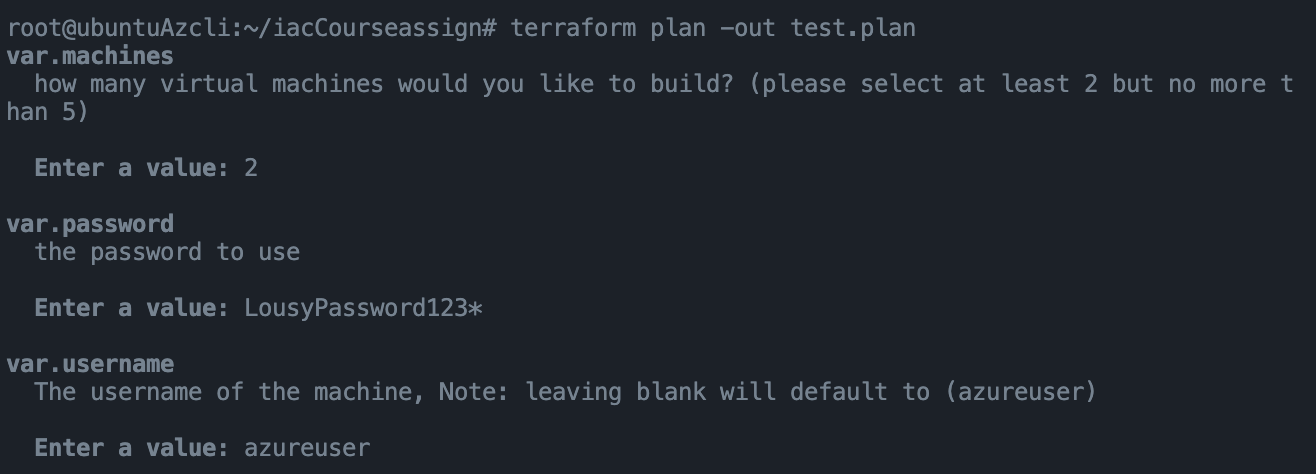 root@ubuntuAzcli:~/iacCourseassign# terraform plan -out test.plan
var.machines
  how many virtual machines would you like to build? (please select at least 2 but no more t
han 5)
  Enter a value: 2
var.password
  the password to use
  Enter a value: LousyPassword123*
var.username
  The username of the machine, Note: leaving blank will default to (azureuser)
  Enter a value: azureuser